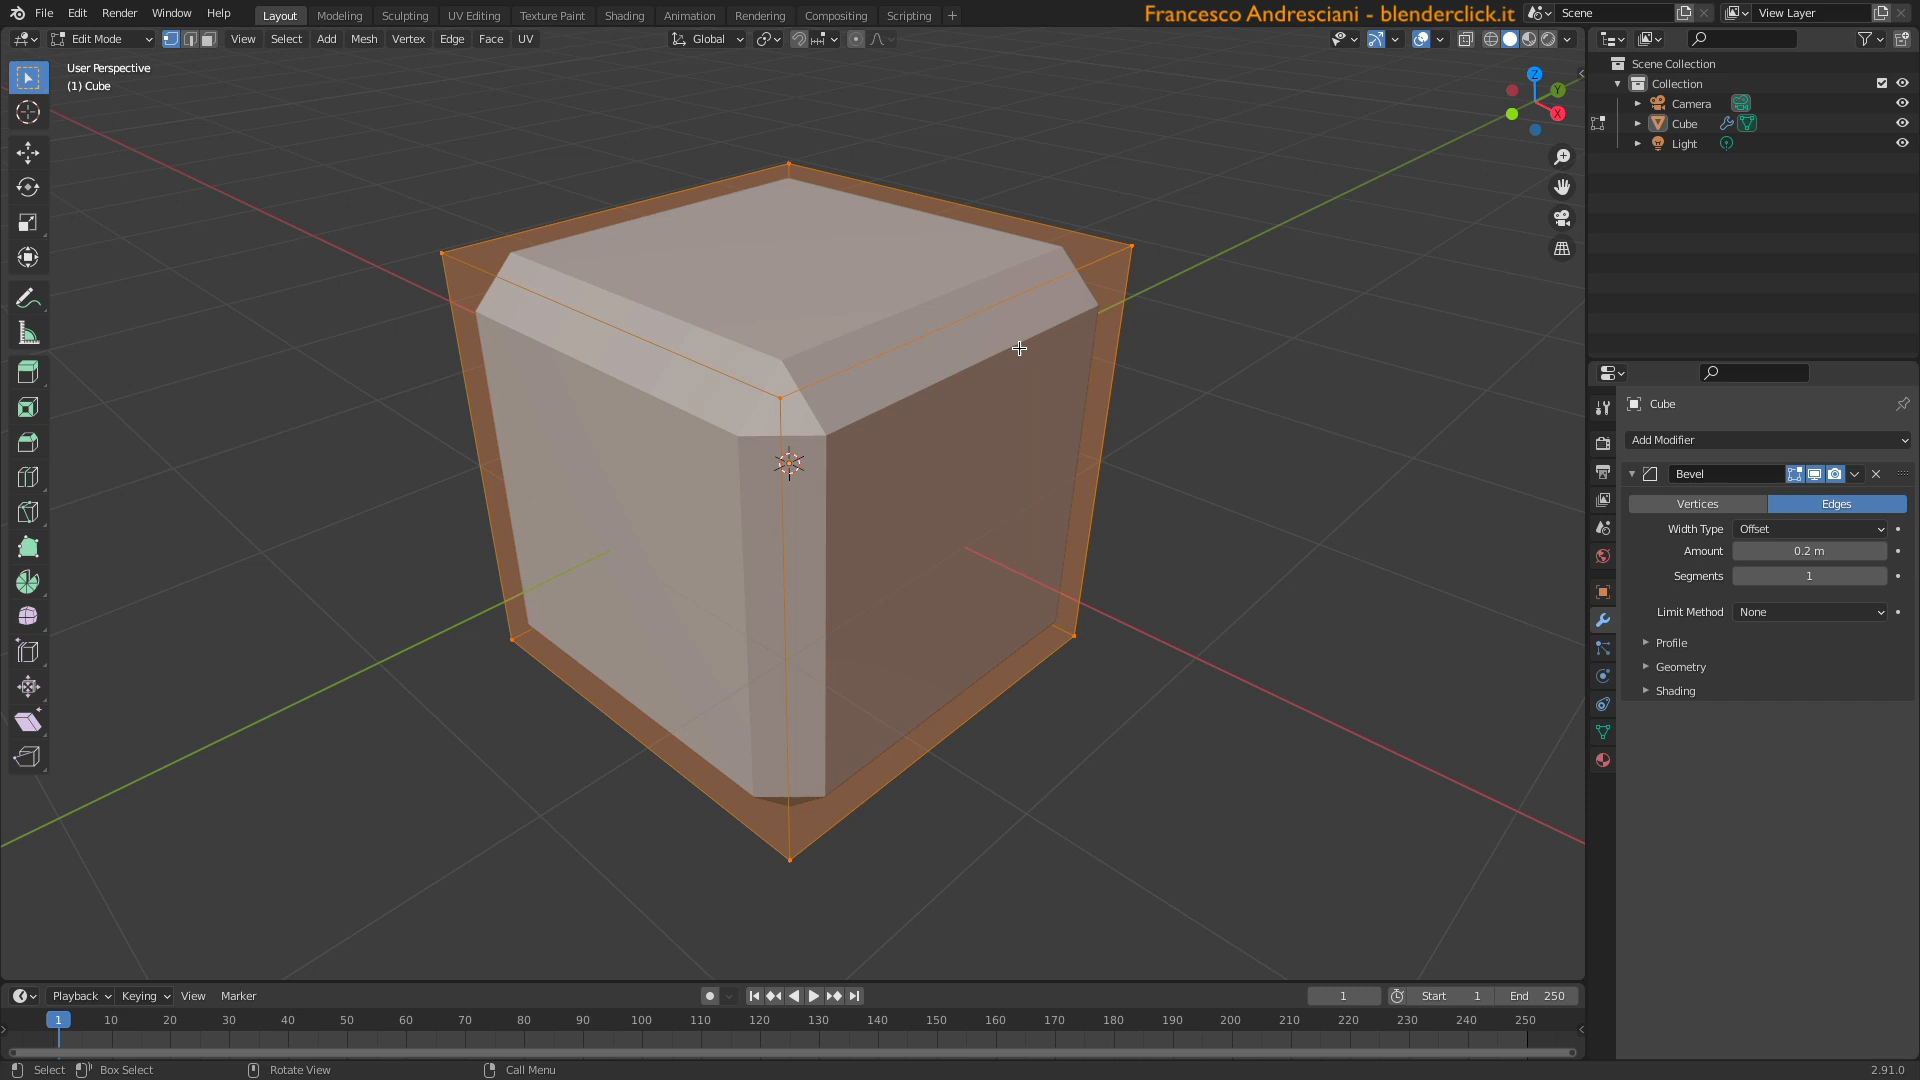 File Edit Render Window Help Layout Modeling Sculpting UV Editing Texture Paint Shading Animation Rendering Compositing Scripting + Francesco Andresciani - blenderclick.it Scene View Layer
Edit Mode View Select Add Mesh Vertex Edge Face UV Global
User Perspective
(1) Cube
Z
Y
X
Scene Collection
Collection
Camera
Cube
Light
Cube
Add Modifier
Bevel
Vertices Edges
Width Type Offset
Amount 0.2 m
Segments 1
Limit Method None
Profile
Geometry
Shading
Playback Keying View Marker 1 Start 1 End 250
1 10 20 30 40 50 60 70 80 90 100 110 120 130 140 150 160 170 180 190 200 210 220 230 240 250
Select Box Select Rotate View Call Menu 2.91.0